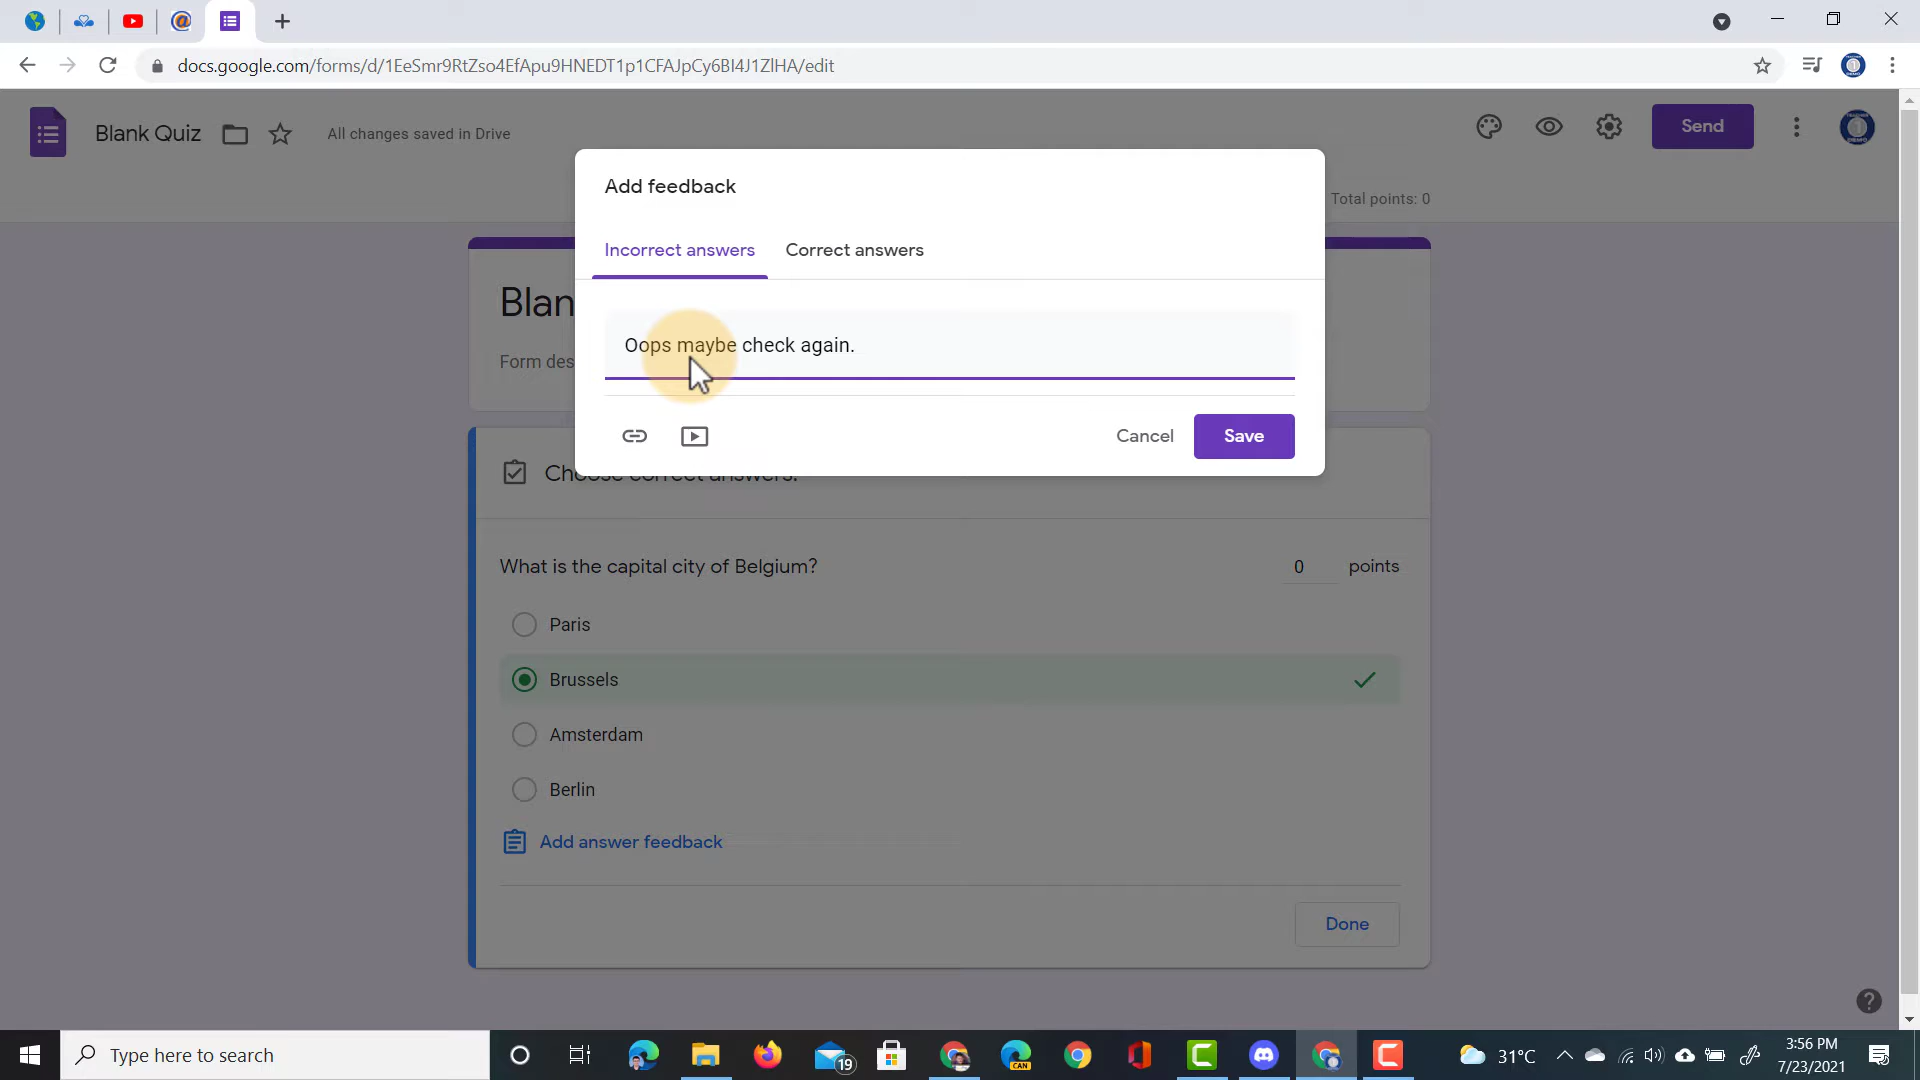 docs.google.com/forms/d/1EeSmr9RtZso4EfApu9HNEDT1p1CFAJpCy6BI4J1ZlHA/edit
Blank Quiz
All changes saved in Drive
Send
Total points: 0
Add feedback
Incorrect answers
Correct answers
Blan
Form des
Oops maybe check again.
Cancel
Save
Choose correct answers:
What is the capital city of Belgium?
0 points
Paris
Brussels
Amsterdam
Berlin
Add answer feedback
Done
Type here to search
19
CAN
31°C
3:56 PM
7/23/2021